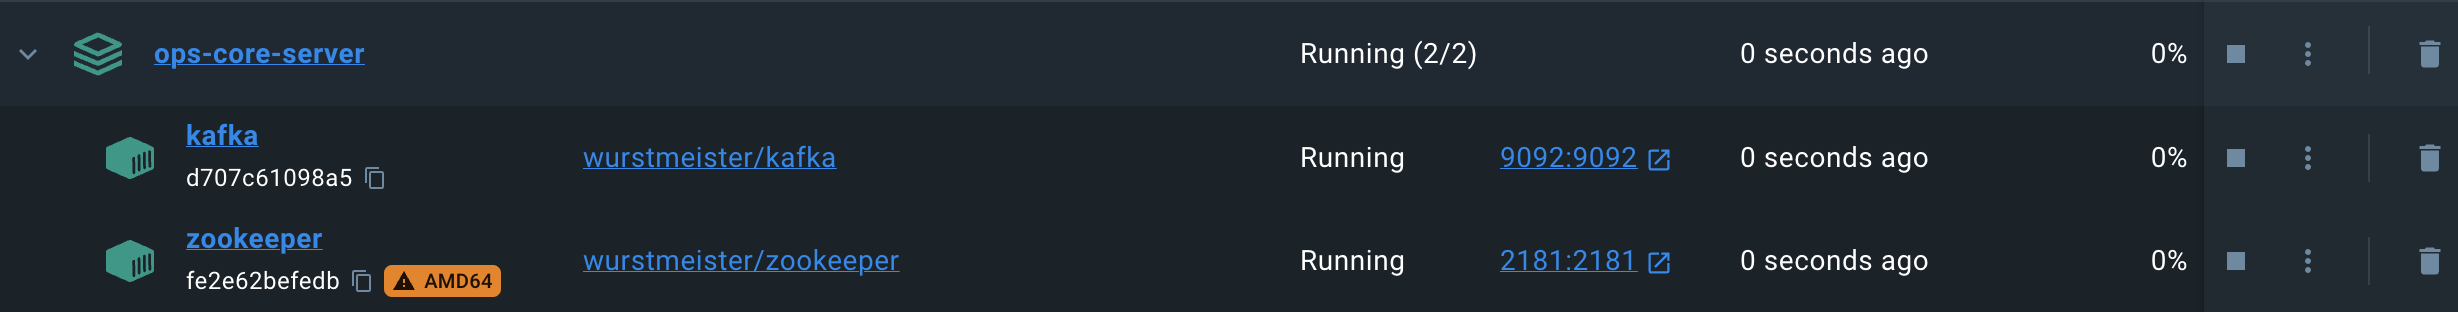 ops-core-server Running (2/2) 0 seconds ago 0%
kafka
d707c61098a5 wurstmeister/kafka Running 9092:9092 0 seconds ago 0%
zookeeper
fe2e62befedb AMD64 wurstmeister/zookeeper Running 2181:2181 0 seconds ago 0%